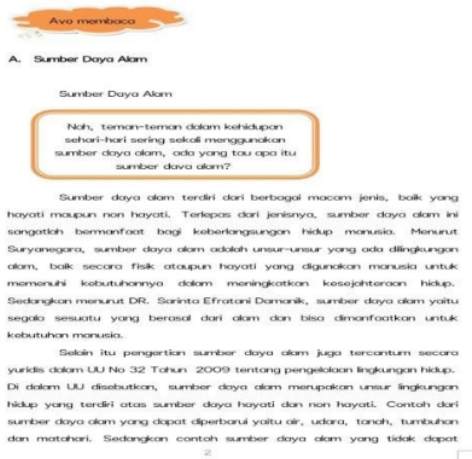 Ayo membaca
A. Sumber Daya Alam
Sumber Daya Alam
Nah, teman-teman dalam kehidupan
sehari-hari sering sekali menggunakan
sumber daya alam, ada yang tau apa itu
sumber daya alam?
Sumber daya alam terdiri dari berbagai macam jenis, baik yang
hayati maupun non hayati. Terlepas dari jenisnya, sumber daya alam ini
sangatlah bermanfaat bagi keberlangsungan hidup manusia. Menurut
Suryanegara, sumber daya alam adalah unsur-unsur yang ada dilingkungan
alam, baik secara fisik ataupun hayati yang digunakan manusia untuk
memenuhi kebutuhannya dalam meningkatkan kesejahteraan hidup.
Sedangkan menurut DR. Sarinta Efratani Damanik, sumber daya alam yaitu
segala sesuatu yang berasal dari alam dan bisa dimanfaatkan untuk
kebutuhan manusia.
Selain itu pengertian sumber daya alam juga tercantum secara
yuridis dalam UU No 32 Tahun 2009 tentang pengelolaan lingkungan hidup.
Di dalam UU disebutkan, sumber daya alam merupakan unsur lingkungan
hidup yang terdiri atas sumber daya hayati dan non hayati. Contoh dari
sumber daya alam yang dapat diperbarui yaitu air, udara, tanah, tumbuhan
dan matahari. Sedangkan contoh sumber daya alam yang tidak dapat
2